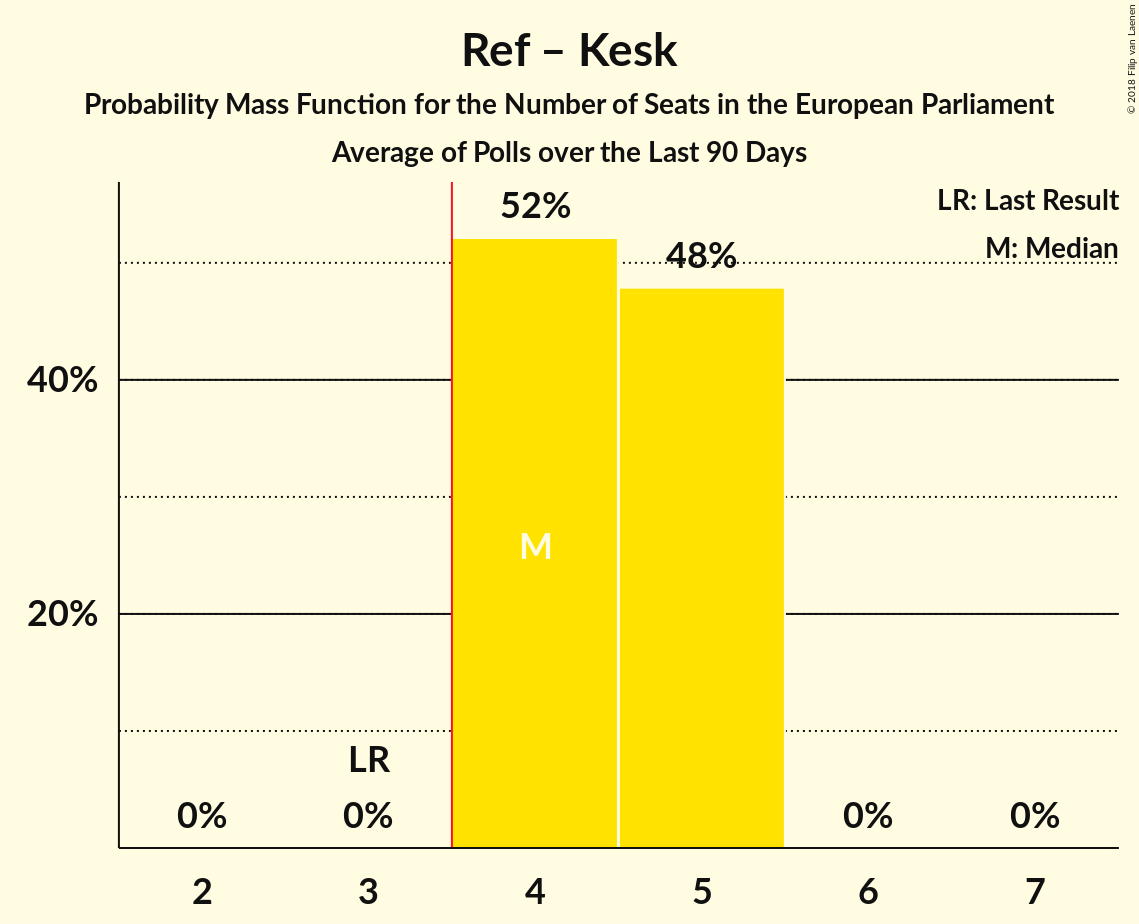 Ref – Kesk
Probability Mass Function for the Number of Seats in the European Parliament
Average of Polls over the Last 90 Days
© 2018 Filip van Laenen
LR: Last Result
M: Median
52%
48%
40%
20%
M
LR
0%
0%
0%
0%
2
3
4
5
6
7